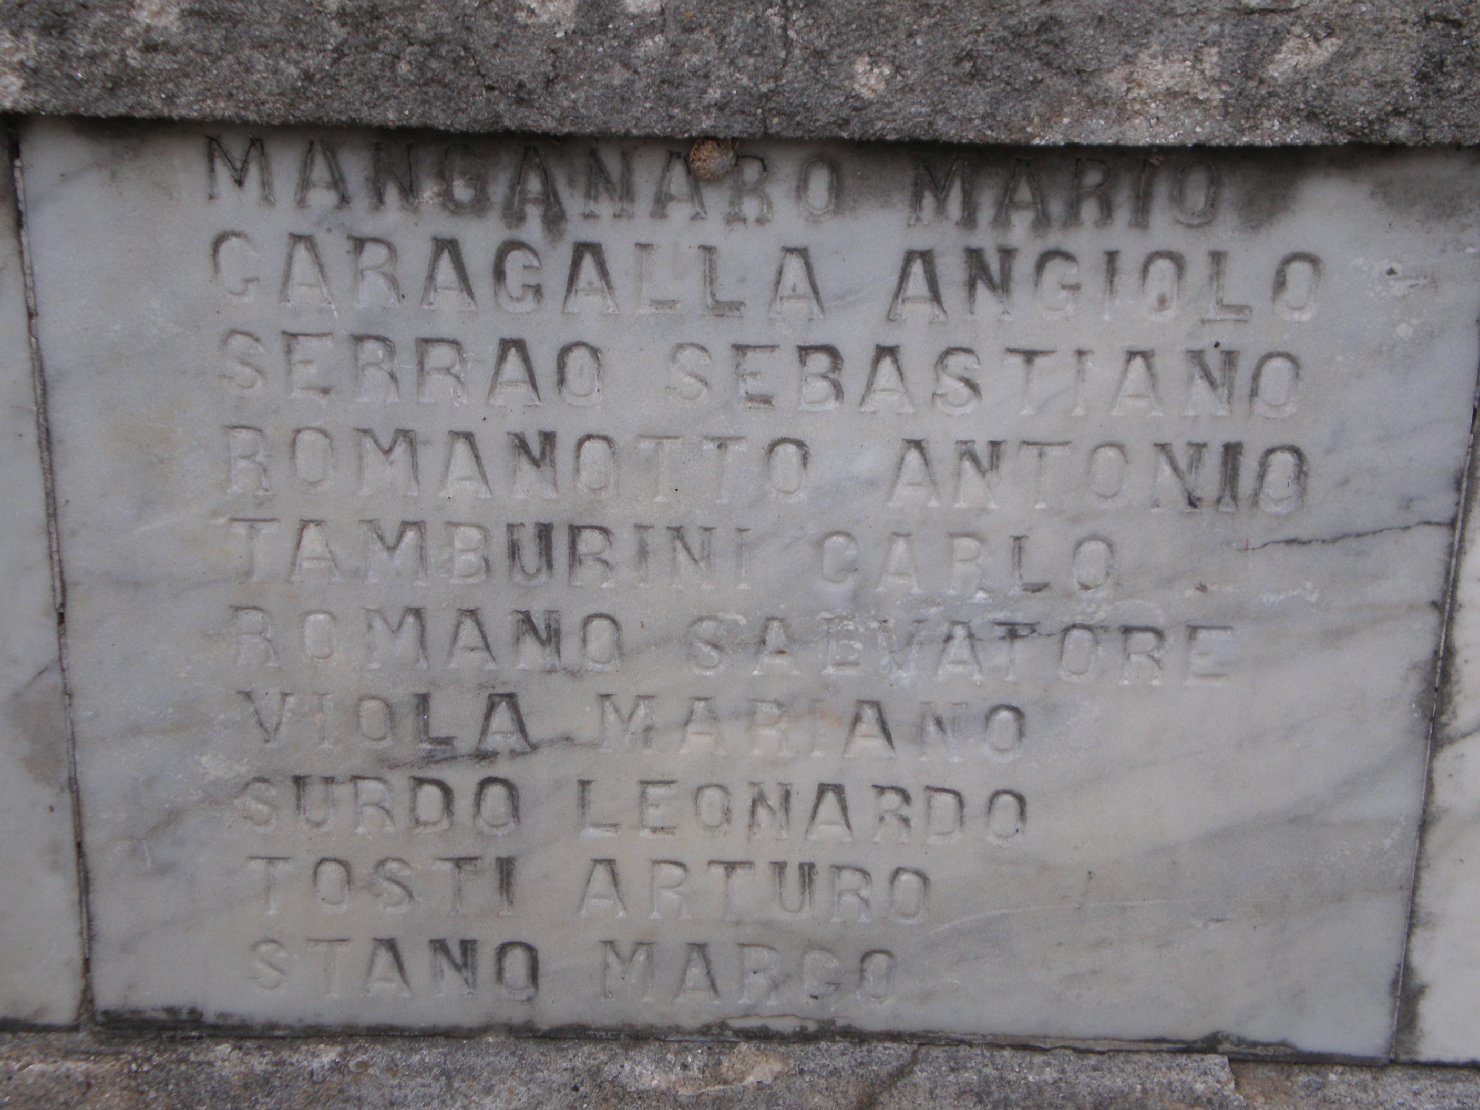 MANGANARO MARIO
CARAGALLA ANGIOLO
SERRAO SEBASTIANO
ROMANOTTO ANTONIO
TAMBURINI CARLO
ROMANO SALVATORE
VIOLA MARIANO
SURDO LEONARDO
TOSTI ARTURO
STANO MARCO